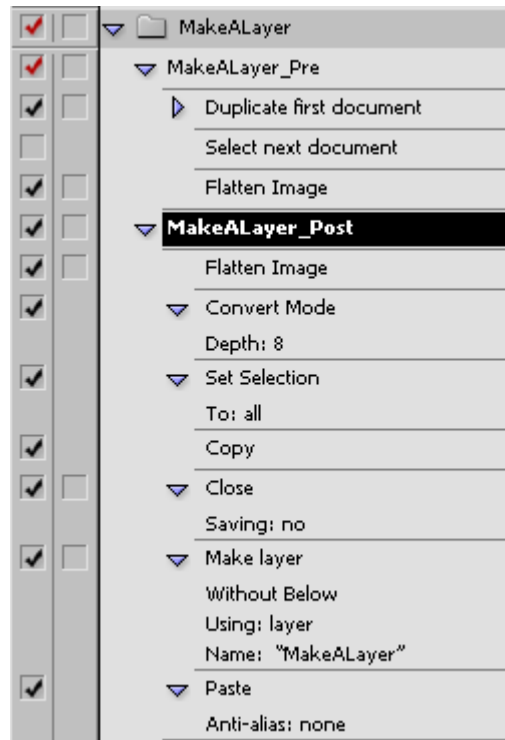 MakeALayer
MakeALayer_Pre
Duplicate first document
Select next document
Flatten Image
MakeALayer_Post
Flatten Image
Convert Mode
Depth: 8
Set Selection
To: all
Copy
Close
Saving: no
Make layer
Without Below
Using: layer
Name: "MakeALayer"
Paste
Anti-alias: none